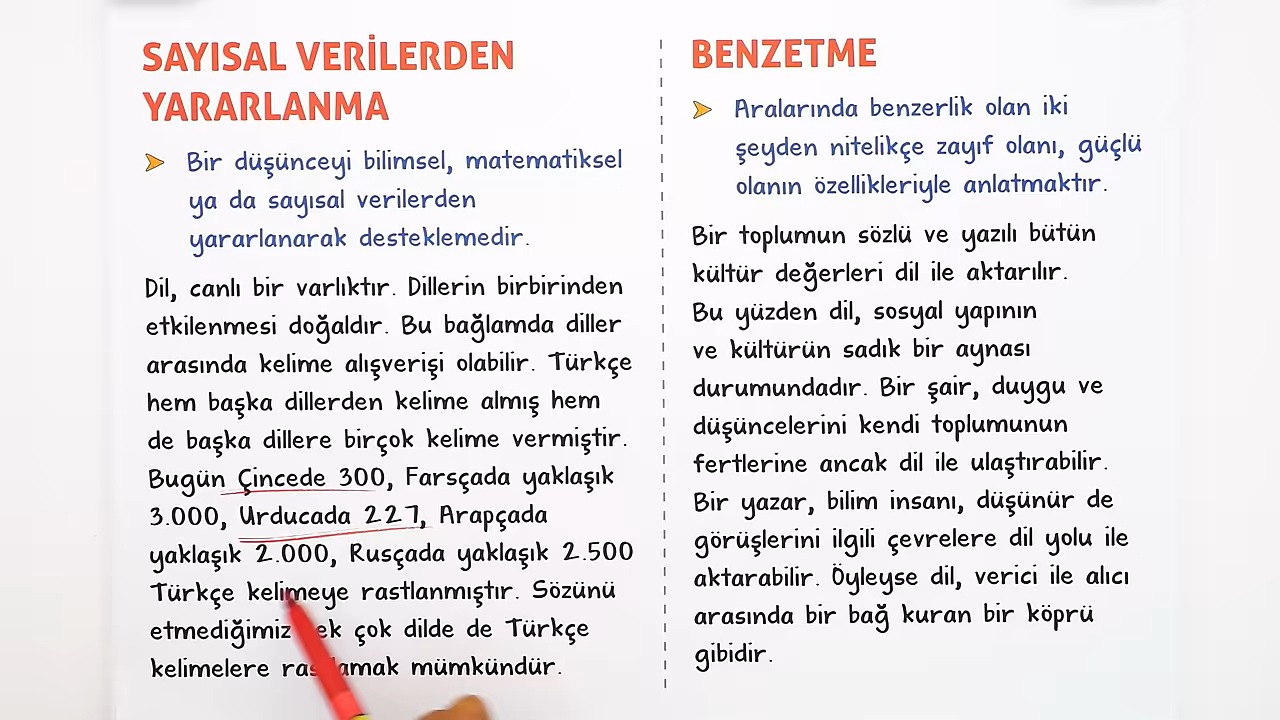 SAYISAL VERİLERDEN
YARARLANMA
Bir düşünceyi bilimsel, matematiksel
ya da sayısal verilerden
yararlanarak desteklemedir.
Dil, canlı bir varlıktır. Dillerin birbirinden
etkilenmesi doğaldır. Bu bağlamda diller
arasında kelime alışverişi olabilir. Türkçe
hem başka dillerden kelime almış hem
de başka dillere birçok kelime vermiştir.
Bugün Çincede 300, Farsçada yaklaşık
3.000, Urducada 227, Arapçada
yaklaşık 2.000, Rusçada yaklaşık 2.500
Türkçe kelimeye rastlanmıştır. Sözünü
etmediğimiz çok dilde de Türkçe
kelimelere mümkündür.
BENZETME
Aralarında benzerlik olan iki
şeyden nitelikçe zayıf olanı, güçlü
olanın özellikleriyle anlatmaktır.
Bir toplumun sözlü ve yazılı bütün
kültür değerleri dil ile aktarılır.
Bu yüzden dil, sosyal yapının
ve kültürün sadık bir aynası
durumundadır. Bir şair, duygu ve
düşüncelerini kendi toplumunun
fertlerine ancak dil ile ulaştırabilir.
Bir yazar, bilim insanı, düşünür de
görüşlerini ilgili çevrelere dil yolu ile
aktarabilir. Öyleyse dil, verici ile alıcı
arasında bir bağ kuran bir köprü
gibidir.